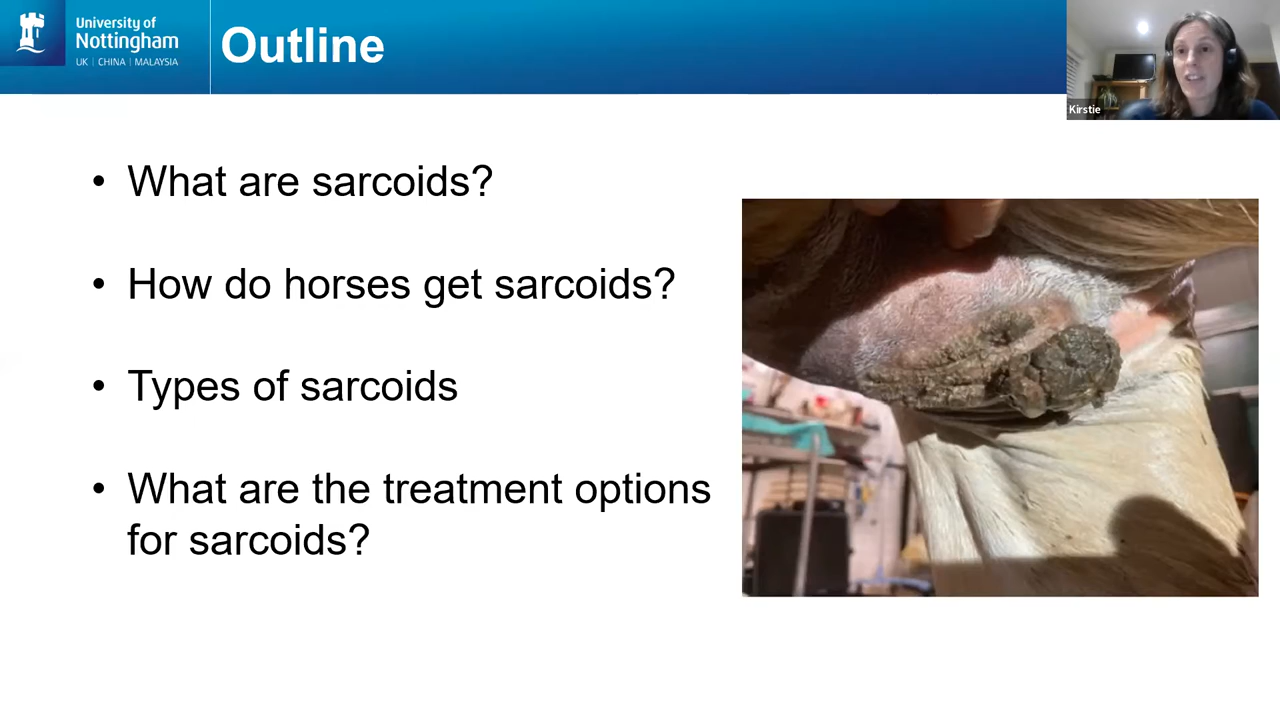 University of
Nottingham
UK | CHINA | MALAYSIA
Outline
Kirstie
• What are sarcoids?
• How do horses get sarcoids?
• Types of sarcoids
• What are the treatment options
for sarcoids?